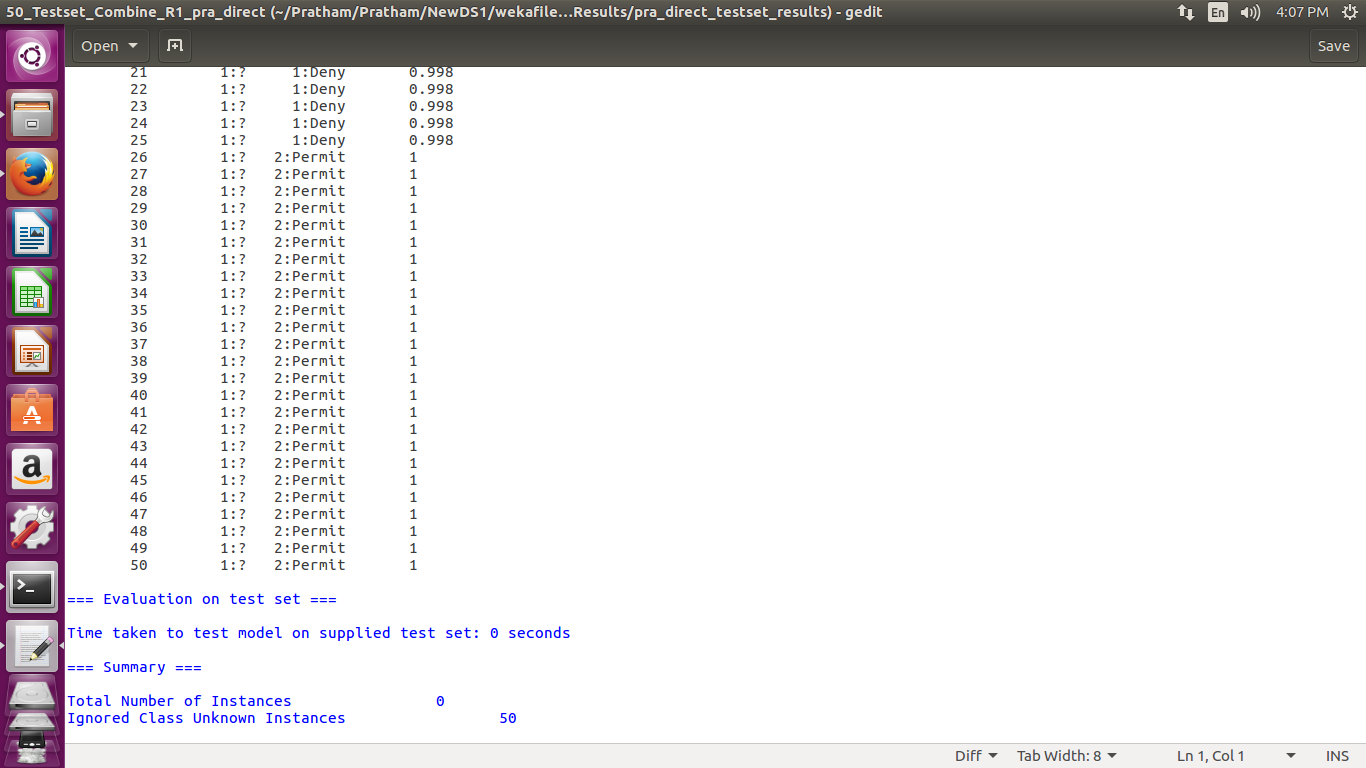 50_Testset_Combine_R1_pra_direct (~/Pratham/Pratham/NewDS1/wekafile...Results/pra_direct_testset_results) - gedit
En
4:07 PM
Open
Save
21 1:? 1:Deny 0.998
22 1:? 1:Deny 0.998
23 1:? 1:Deny 0.998
24 1:? 1:Deny 0.998
25 1:? 1:Deny 0.998
26 1:? 2:Permit 1
27 1:? 2:Permit 1
28 1:? 2:Permit 1
29 1:? 2:Permit 1
30 1:? 2:Permit 1
31 1:? 2:Permit 1
32 1:? 2:Permit 1
33 1:? 2:Permit 1
34 1:? 2:Permit 1
35 1:? 2:Permit 1
36 1:? 2:Permit 1
37 1:? 2:Permit 1
38 1:? 2:Permit 1
39 1:? 2:Permit 1
40 1:? 2:Permit 1
41 1:? 2:Permit 1
42 1:? 2:Permit 1
43 1:? 2:Permit 1
44 1:? 2:Permit 1
45 1:? 2:Permit 1
46 1:? 2:Permit 1
47 1:? 2:Permit 1
48 1:? 2:Permit 1
49 1:? 2:Permit 1
50 1:? 2:Permit 1
=== Evaluation on test set ===
Time taken to test model on supplied test set: 0 seconds
=== Summary ===
Total Number of Instances 0
Ignored Class Unknown Instances 50
Diff Tab Width: 8 Ln 1, Col 1 INS